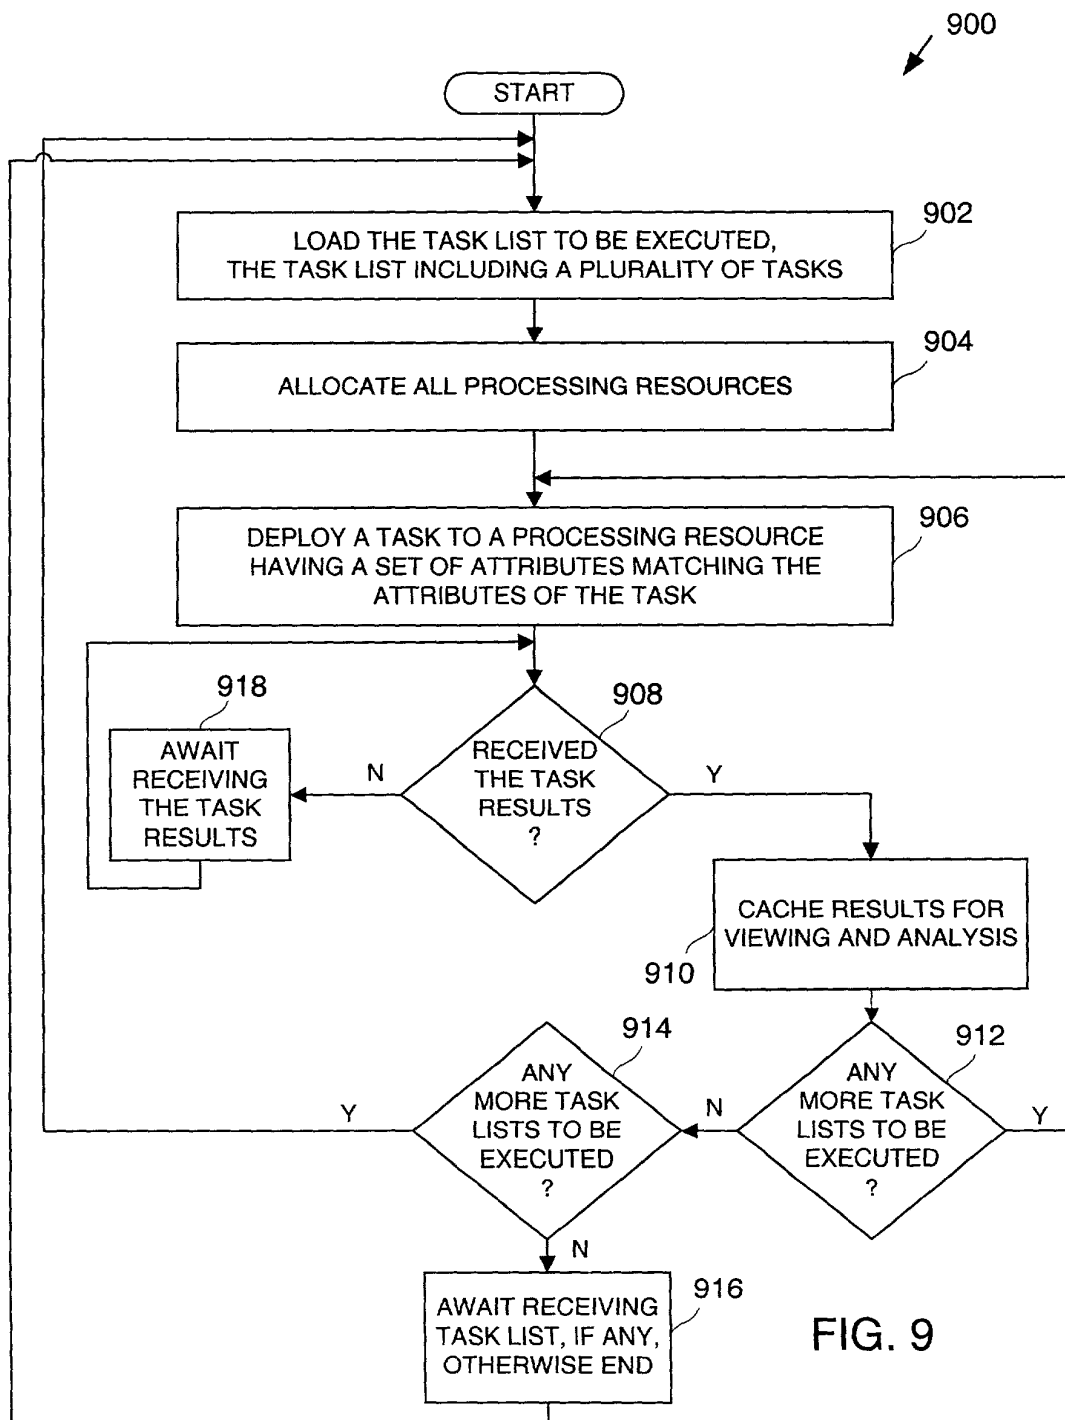 900
START
902
LOAD THE TASK LIST TO BE EXECUTED,
THE TASK LIST INCLUDING A PLURALITY OF TASKS
904
ALLOCATE ALL PROCESSING RESOURCES
906
DEPLOY A TASK TO A PROCESSING RESOURCE
HAVING A SET OF ATTRIBUTES MATCHING THE
ATTRIBUTES OF THE TASK
918
AWAIT
RECEIVING
THE TASK
RESULTS
N
908
RECEIVED
THE TASK
RESULTS
?
Y
CACHE RESULTS FOR
VIEWING AND ANALYSIS
910
914
ANY
MORE TASK
LISTS TO BE
EXECUTED
?
Y
N
912
ANY
MORE TASK
LISTS TO BE
EXECUTED
?
Y
N
916
AWAIT RECEIVING
TASK LIST, IF ANY,
OTHERWISE END
FIG. 9